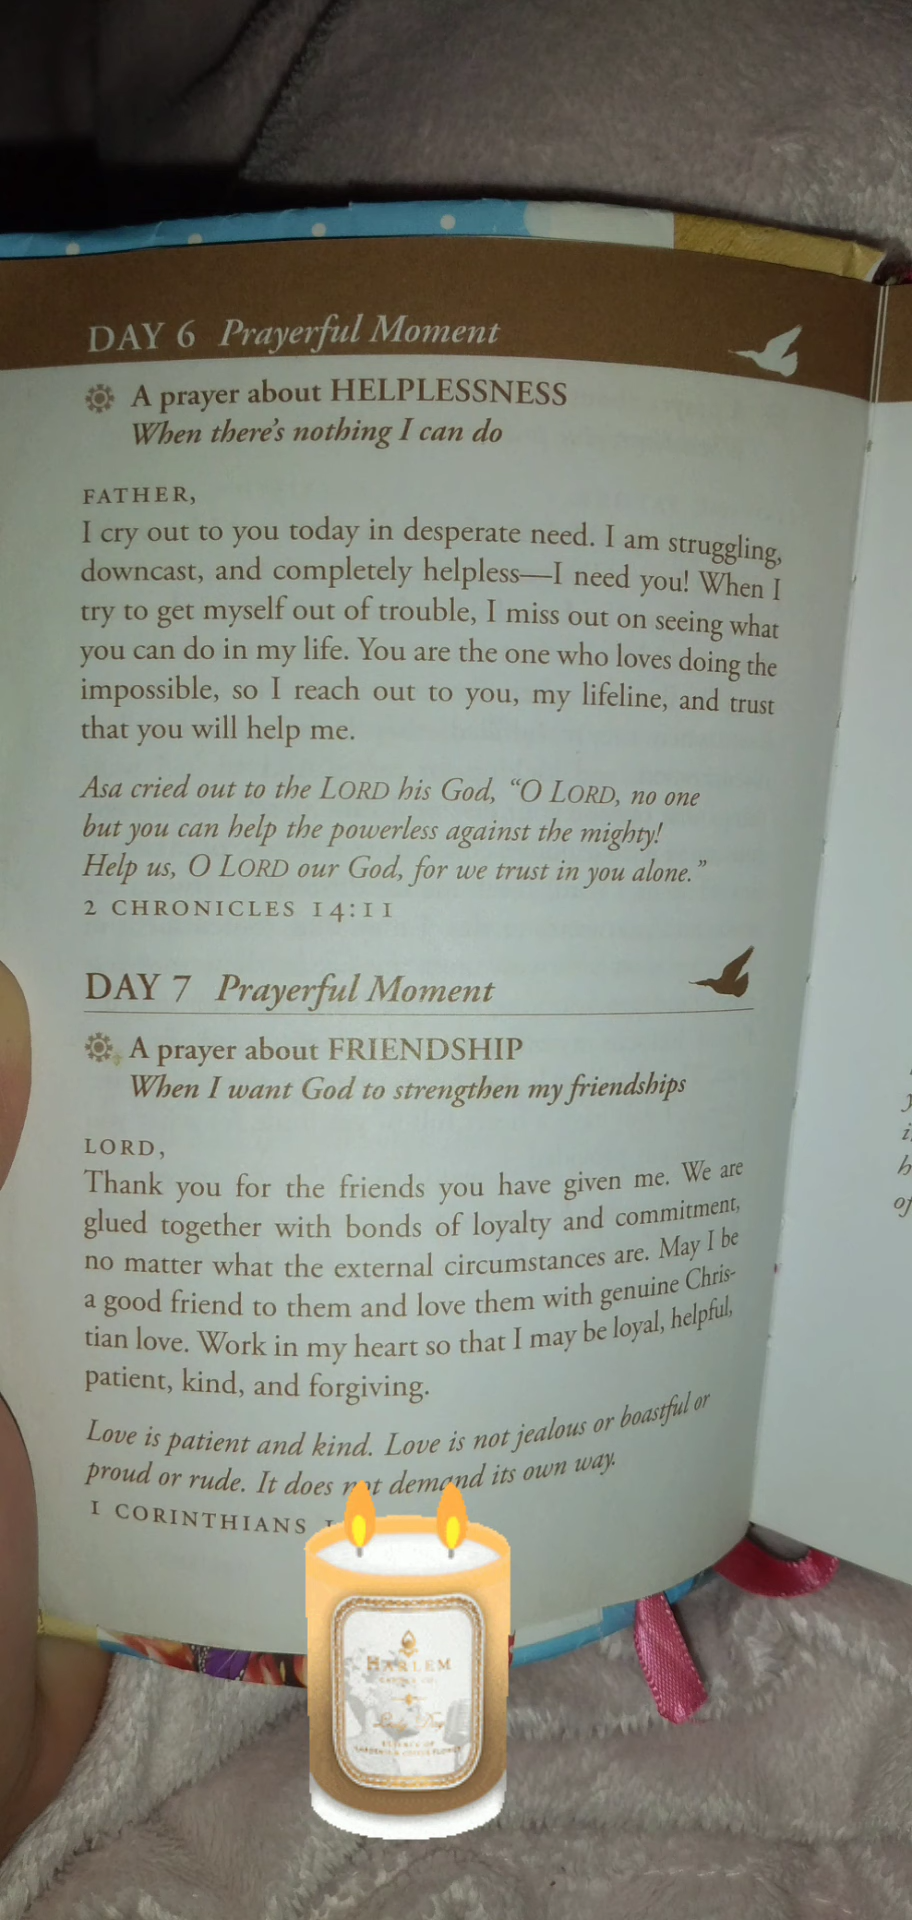 DAY 6 Prayerful Moment
A prayer about HELPLESSNESS
When there's nothing I can do
FATHER,
I cry out to you today in desperate need. I am struggling,
downcast, and completely helpless—I need you! When I
try to get myself out of trouble, I miss out on seeing what
you can do in my life. You are the one who loves doing the
impossible, so I reach out to you, my lifeline, and trust
that you will help me.
Asa cried out to the LORD his God, “O LORD, no one
but you can help the powerless against the mighty!
Help us, O LORD our God, for we trust in you alone.”
2 CHRONICLES 14:11
DAY 7 Prayerful Moment
A prayer about FRIENDSHIP
When I want God to strengthen my friendships
LORD,
Thank you for the friends you have given me. We are
glued together with bonds of loyalty and commitment,
no matter what the external circumstances are. May I be
a good friend to them and love them with genuine Chris-
tian love. Work in my heart so that I may be loyal, helpful,
patient, kind, and forgiving.
Love is patient and kind. Love is not jealous or boastful or
proud or rude. It does not demand its own way.
1 CORINTHIANS
HARLEM
CANDLE CO.
Lady Day
of